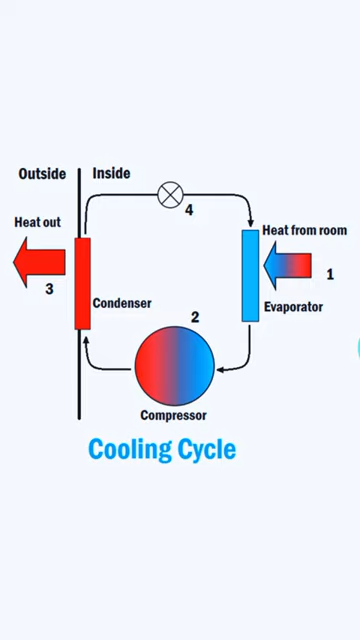 Outside
Inside
4
Heat out
Heat from room
3
1
Condenser
Evaporator
2
Compressor
Cooling Cycle